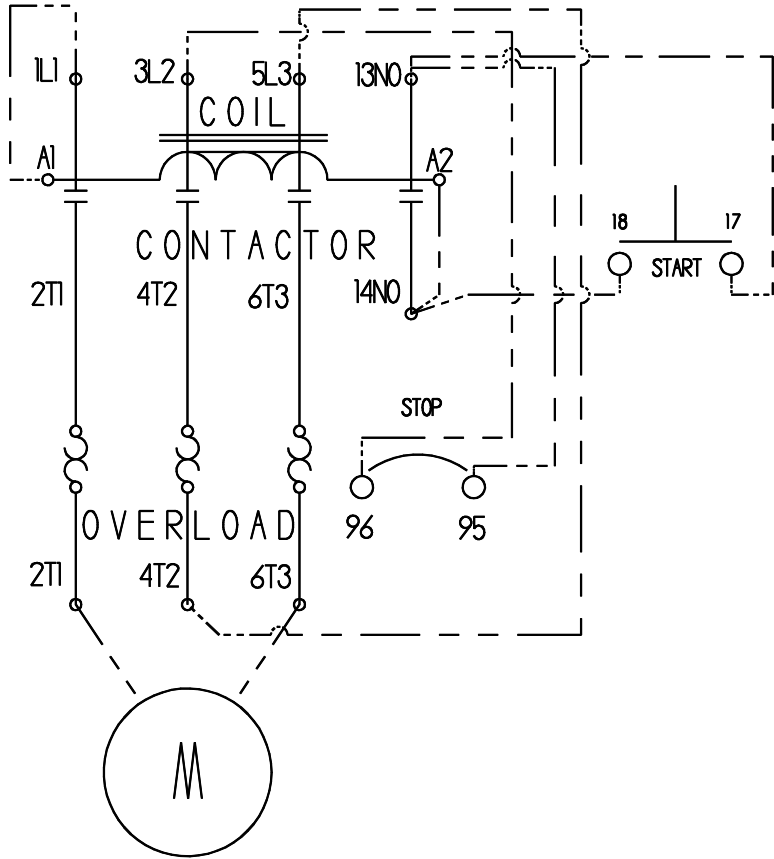 1L1 3L2 5L3 13NO
COIL
A1 A2
18 17
CONTACTOR
START
2T1 4T2 6T3 14NO
STOP
OVERLOAD 96 95
2T1 4T2 6T3
M